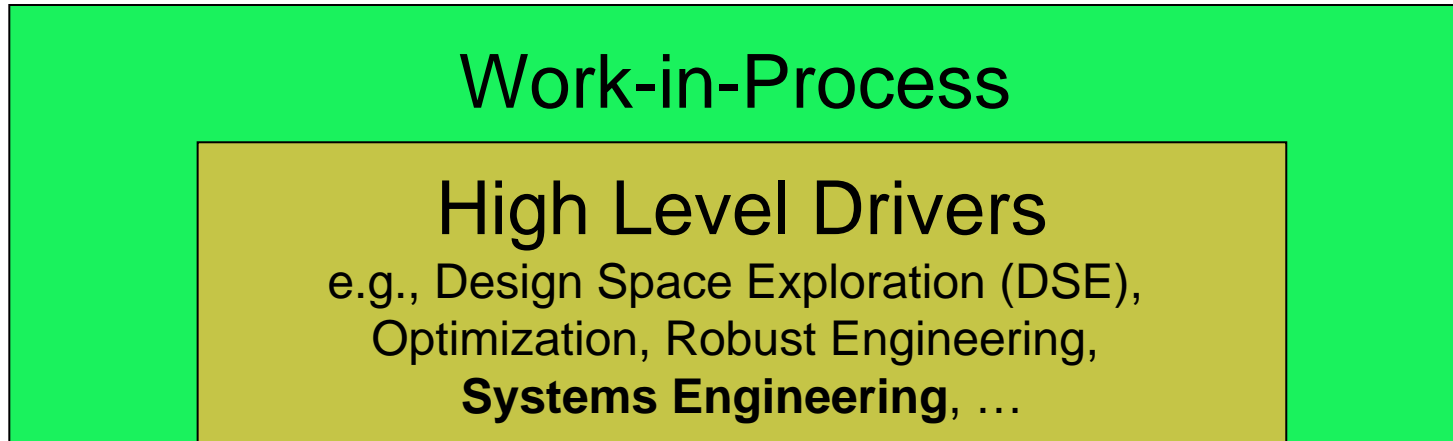 Work-in-Process
High Level Drivers
e.g., Design Space Exploration (DSE),
Optimization, Robust Engineering,
Systems Engineering, …